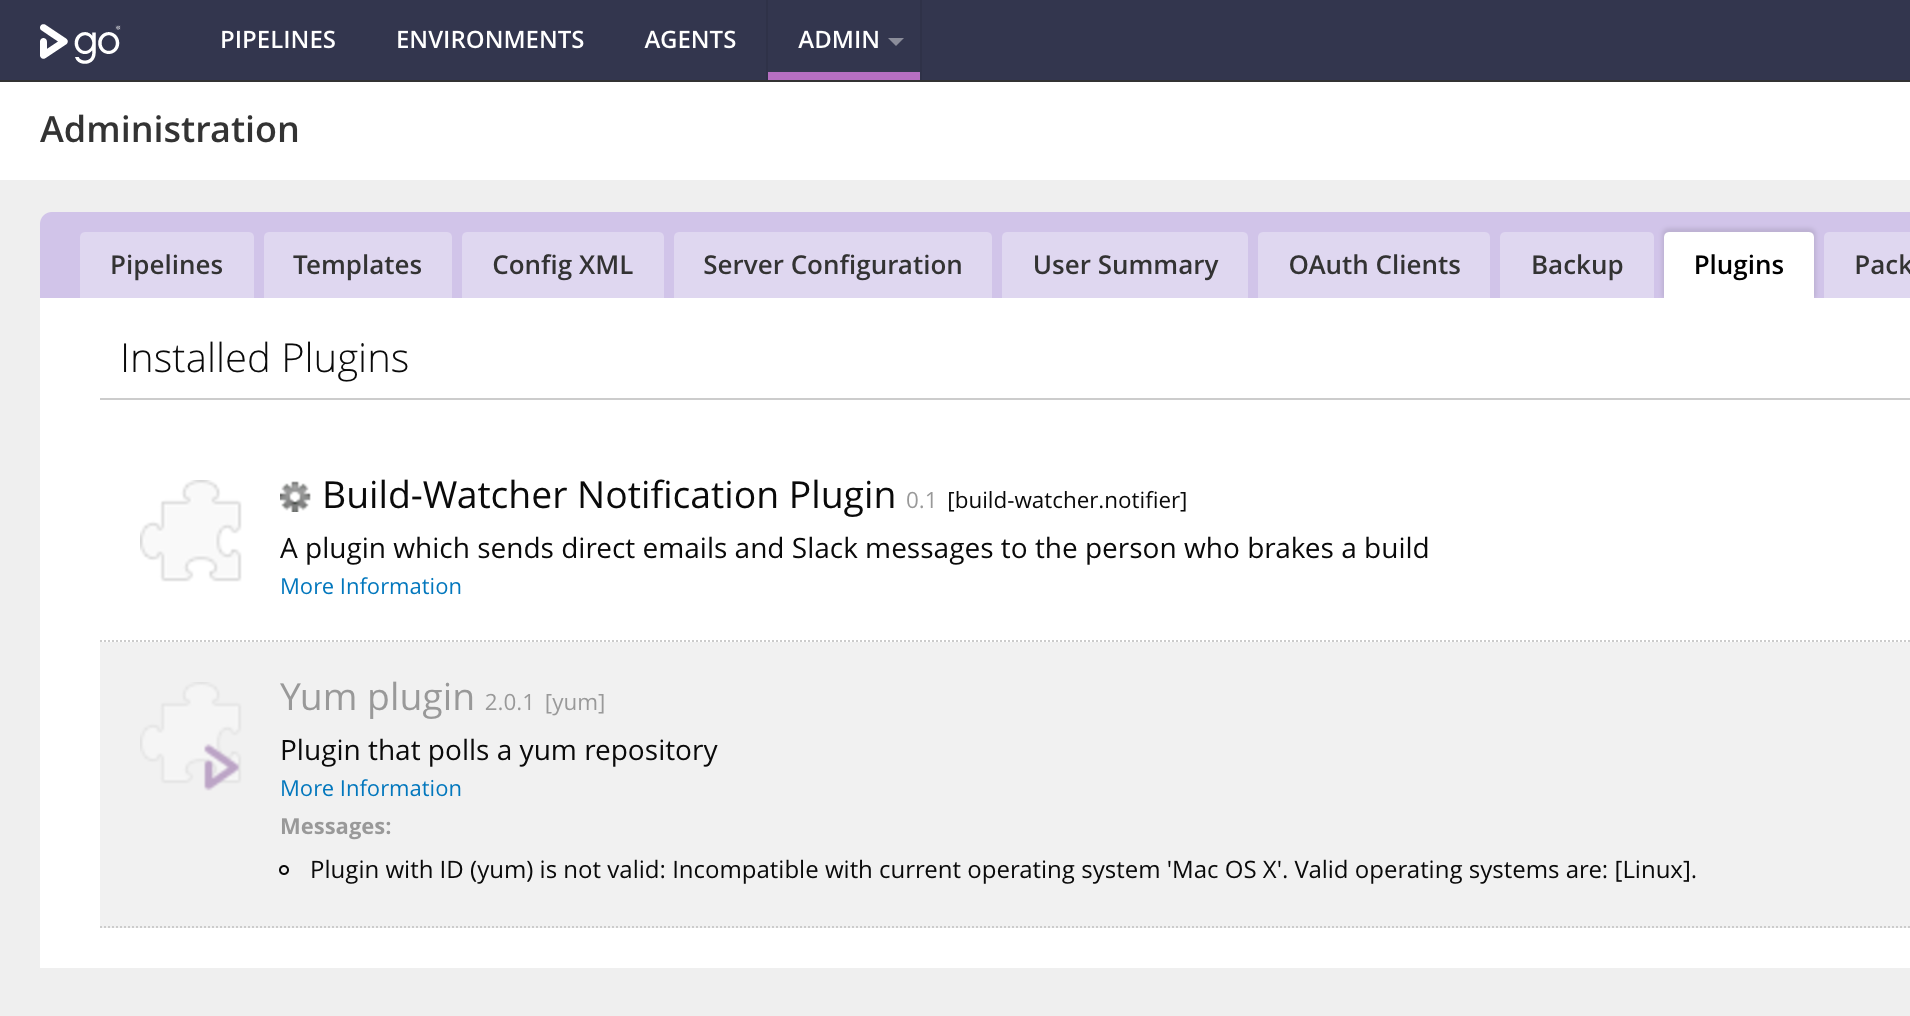 go
PIPELINES ENVIRONMENTS AGENTS ADMIN
Administration
Pipelines Templates Config XML Server Configuration User Summary OAuth Clients Backup Plugins Pack
Installed Plugins
Build-Watcher Notification Plugin 0.1 [build-watcher.notifier]
A plugin which sends direct emails and Slack messages to the person who brakes a build
More Information
Yum plugin 2.0.1 [yum]
Plugin that polls a yum repository
More Information
Messages:
Plugin with ID (yum) is not valid: Incompatible with current operating system 'Mac OS X'. Valid operating systems are: [Linux].